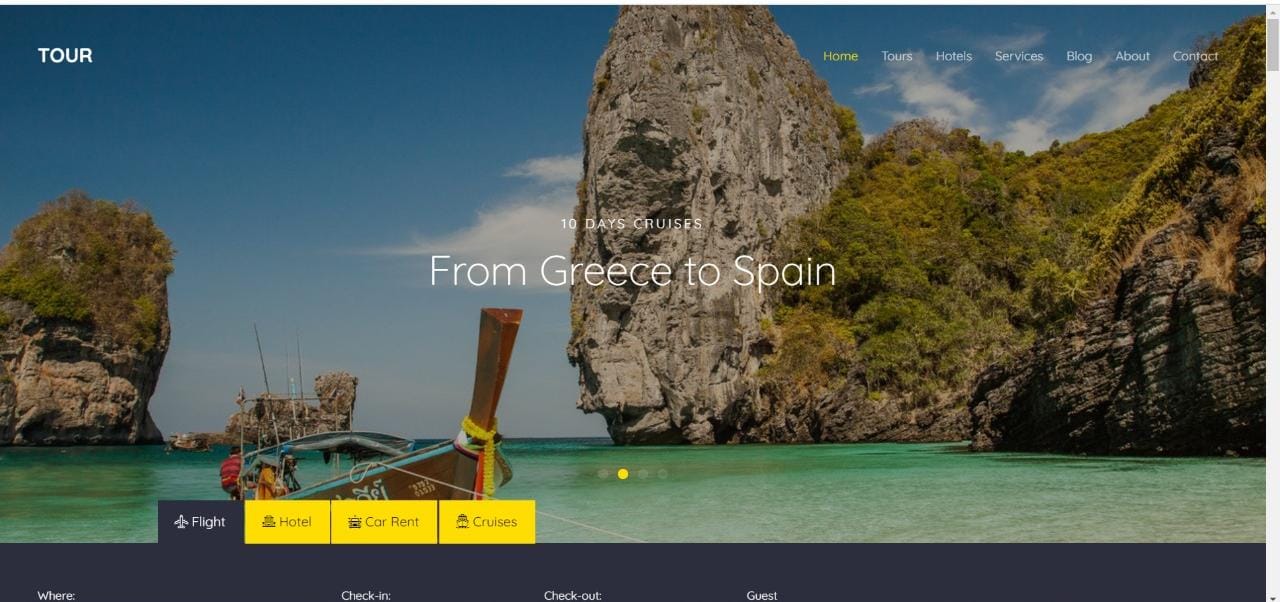 TOUR
Home Tours Hotels Services Blog About Contact
10 DAYS CRUISES
From Greece to Spain
Flight Hotel Car Rent Cruises
Where: Check-in: Check-out: Guest